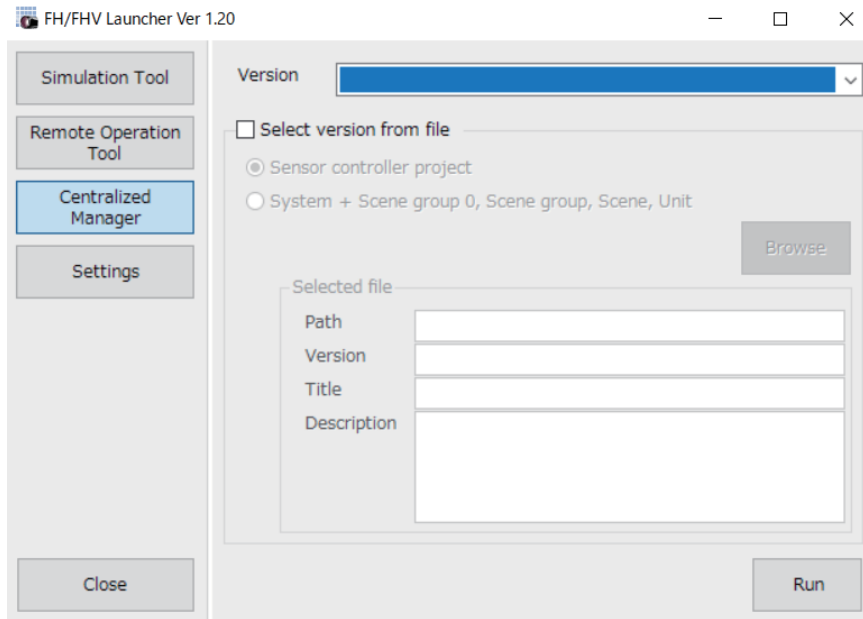 FH/FHV Launcher Ver 1.20
Simulation Tool
Remote Operation
Tool
Centralized
Manager
Settings
Close
Version
Select version from file
Sensor controller project
System + Scene group 0, Scene group, Scene, Unit
Browse
Selected file
Path
Version
Title
Description
Run